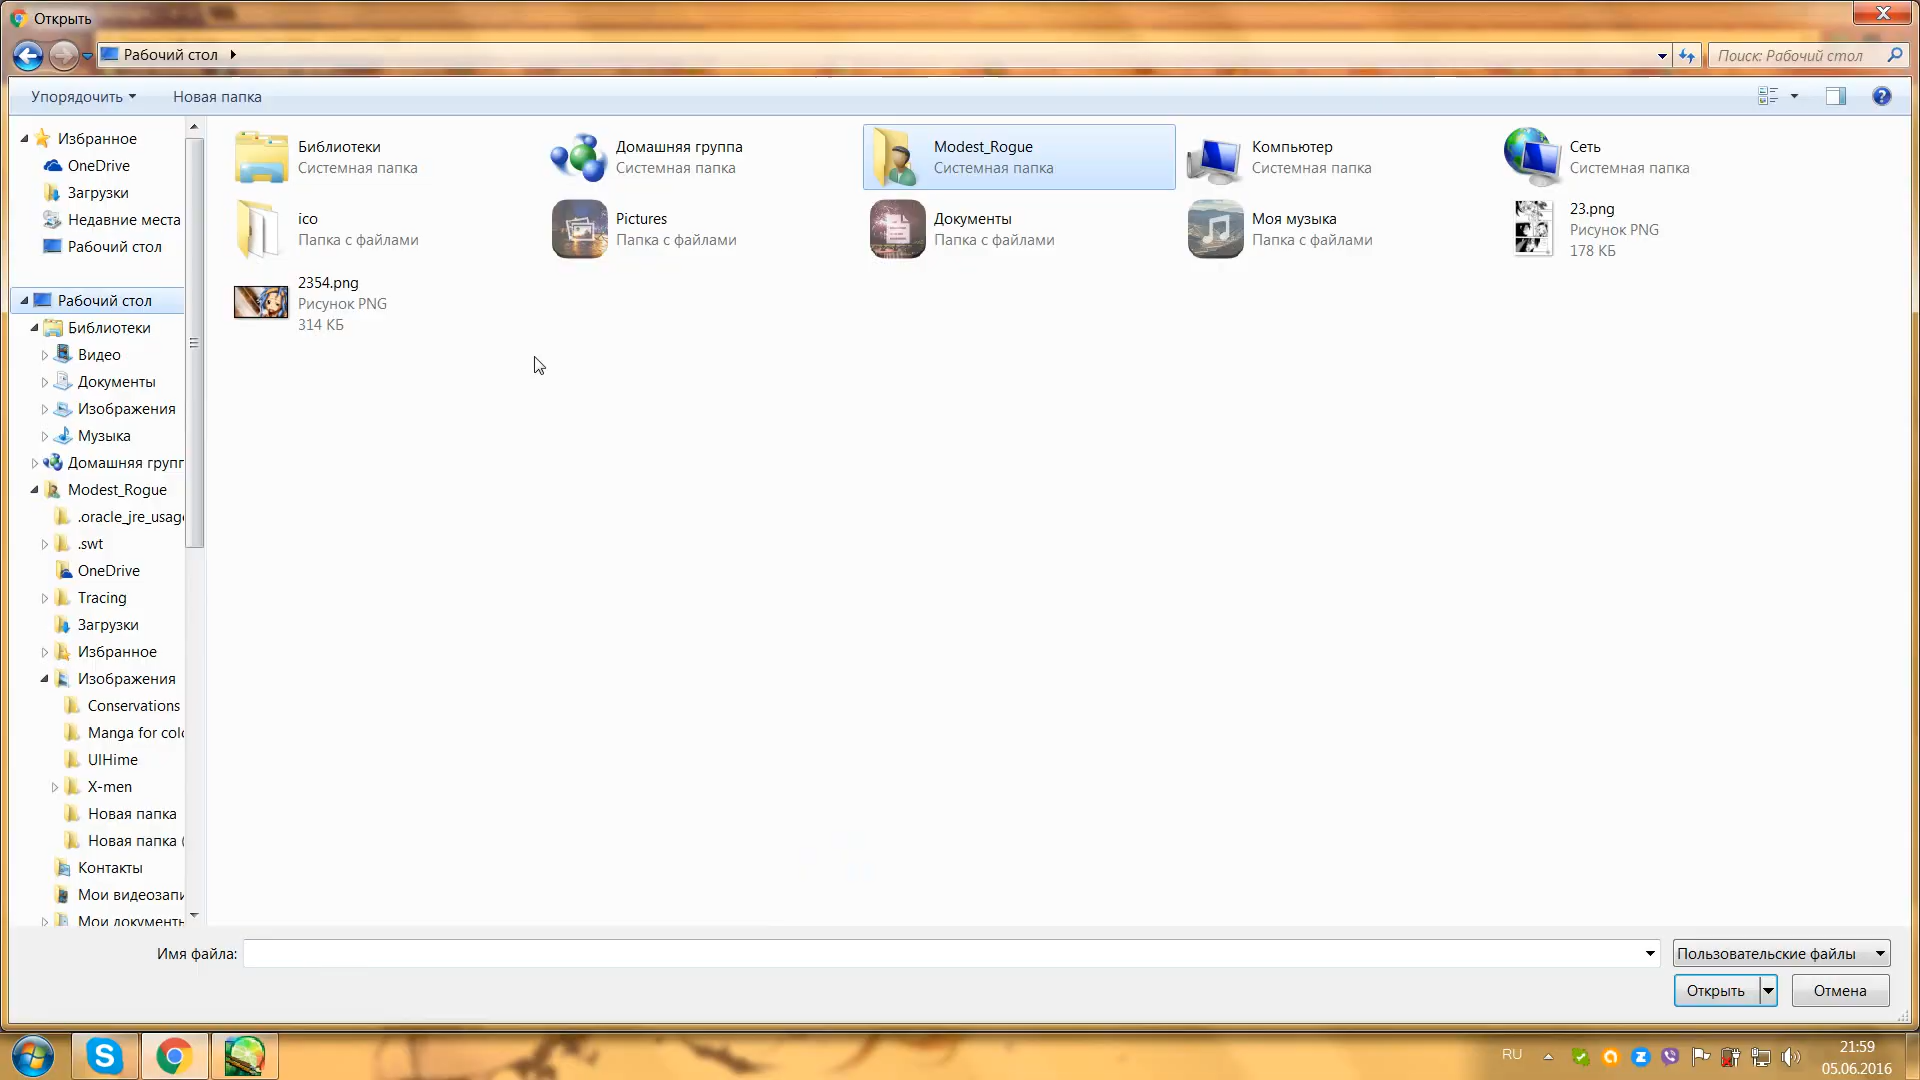 Открыть
Рабочий стол
Поиск: Рабочий стол
Упорядочить
Новая папка
Избранное
OneDrive
Загрузки
Недавние места
Рабочий стол
Рабочий стол
Библиотеки
Видео
Документы
Изображения
Музыка
Домашняя групп
Modest_Rogue
.oracle_jre_usage
.swt
OneDrive
Tracing
Загрузки
Избранное
Изображения
Conservations
Manga for colo
UIHime
X-men
Новая папка
Новая папка (
Контакты
Мои видеозапи
Мои документы
Библиотеки
Системная папка
Домашняя группа
Системная папка
Modest_Rogue
Системная папка
Компьютер
Системная папка
Сеть
Системная папка
ico
Папка с файлами
Pictures
Папка с файлами
Документы
Папка с файлами
Моя музыка
Папка с файлами
23.png
Рисунок PNG
178 КБ
2354.png
Рисунок PNG
314 КБ
Имя файла:
Пользовательские файлы
Открыть
Отмена
RU
21:59
05.06.2016